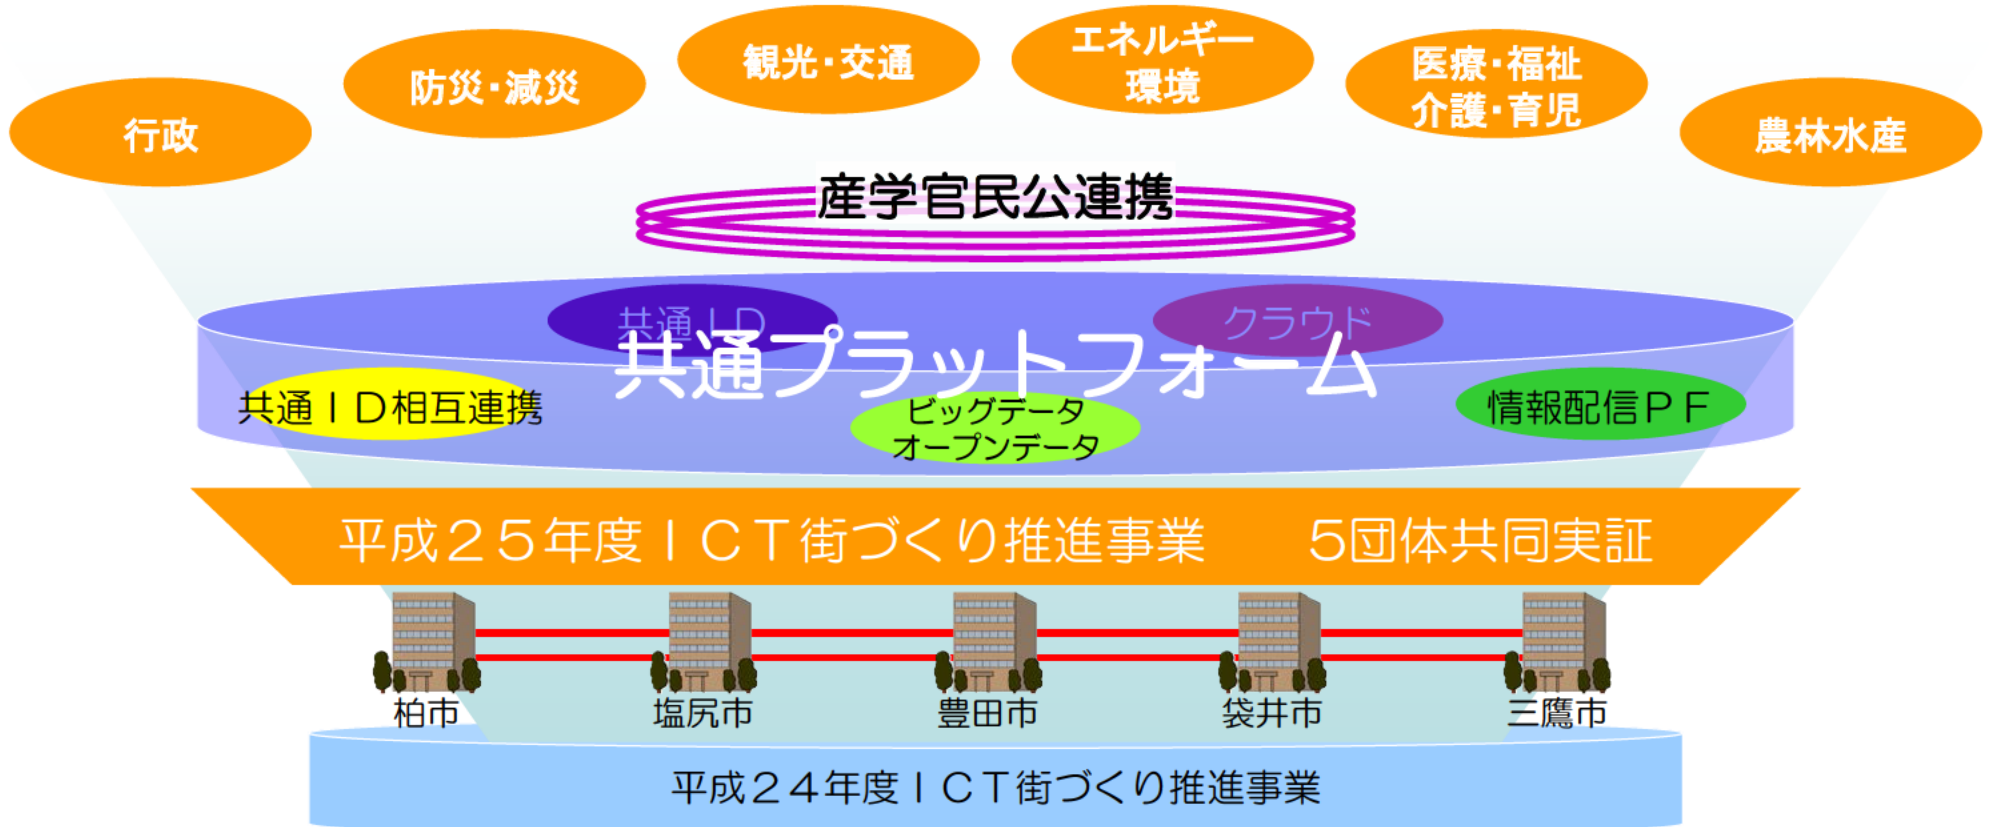 行政
防災・減災
観光・交通
エネルギー
環境
医療・福祉
介護・育児
農林水産
産学官民公連携
共通ＩＤ
クラウド
共通プラットフォーム
共通ＩＤ相互連携
ビッグデータ
オープンデータ
情報配信ＰＦ
平成２５年度ＩＣＴ街づくり推進事業　　５団体共同実証
柏市
塩尻市
豊田市
袋井市
三鷹市
平成２４年度ＩＣＴ街づくり推進事業